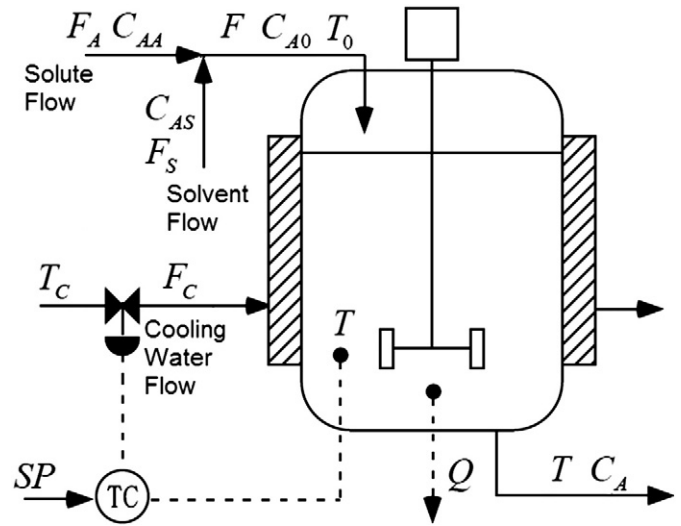 F_A C_AA
F C_A0 T_0
Solute
Flow
C_AS
F_S
Solvent
Flow
T_C
F_C
Cooling
Water
Flow
T
SP
TC
Q
T C_A